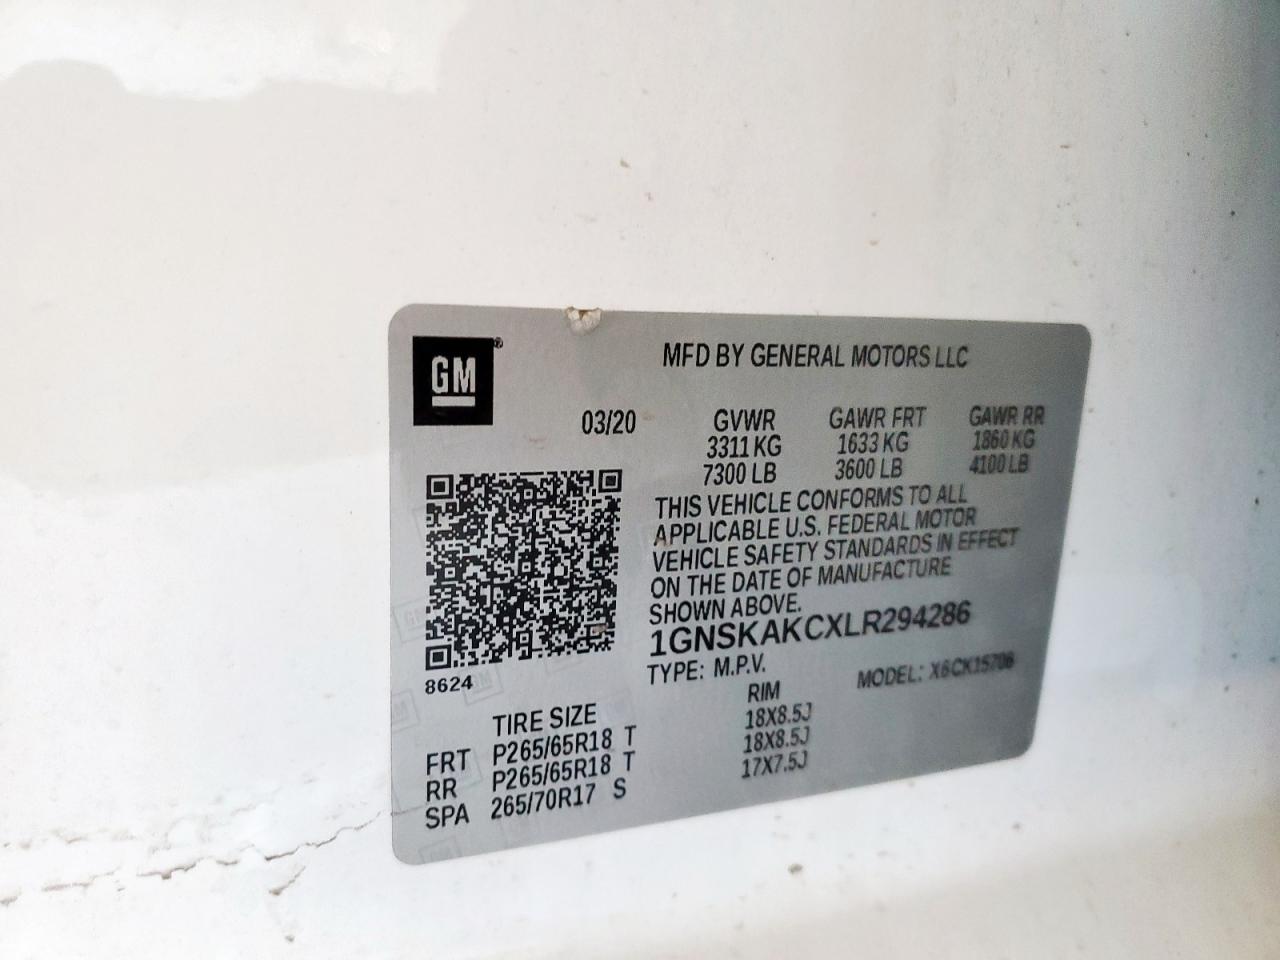 GM®
MFD BY GENERAL MOTORS LLC
03/20 GVWR GAWR FRT GAWR RR
3311 KG 1633 KG 1860 KG
7300 LB 3600 LB 4100 LB
THIS VEHICLE CONFORMS TO ALL
APPLICABLE U.S. FEDERAL MOTOR
VEHICLE SAFETY STANDARDS IN EFFECT
ON THE DATE OF MANUFACTURE
SHOWN ABOVE.
1GNSKAKCXLR294286
8624
TYPE: M.P.V. MODEL: X6CK15706
TIRE SIZE RIM
FRT P265/65R18 T 18X8.5J
RR P265/65R18 T 18X8.5J
SPA 265/70R17 S 17X7.5J